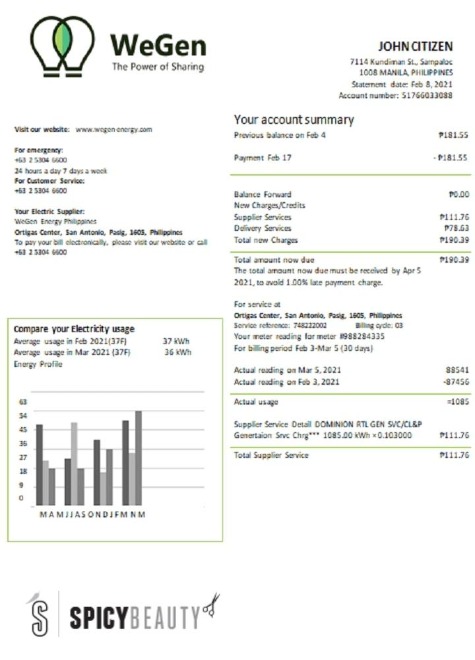 WeGen
The Power of Sharing
JOHN CITIZEN
7114 Kundiman St., Sampaloc
1008 MANILA, PHILIPPINES
Statement date: Feb 8, 2021
Account number: 51766033088
Visit our website: www.wegen-energy.com
For emergency:
+63 2 5304 6600
24 hours a day 7 days a week
For Customer Service:
+63 2 5304 6600
Your Electric Supplier:
WeGen Energy Philippines
Ortigas Center, San Antonio, Pasig, 1605, Philippines
To pay your bill electronically, please visit our website or call
+63 2 5304 6600
Your account summary
Previous balance on Feb 4 ₱181.55
Payment Feb 17 - ₱181.55
Balance Forward ₱0.00
New Charges/Credits
Supplier Services ₱111.76
Delivery Services ₱78.63
Total new Charges ₱190.39
Total amount now due ₱190.39
The total amount now due must be received by Apr 5
2021, to avoid 1.00% late payment charge.
For service at
Ortigas Center, San Antonio, Pasig, 1605, Philippines
Service reference: 748232002 Billing cycle: 03
Your meter reading for meter #988284335
For billing period Feb 3-Mar 5 (30 days)
Actual reading on Mar 5, 2021 88541
Actual reading on Feb 3, 2021 -87456
Actual usage =1085
Supplier Service Detail DOMINION RTL GEN SVC/CL&P
Genertaion Srvc Chrg*** 1085.00 kWh × 0.103000 ₱111.76
Total Supplier Service ₱111.76
Compare your Electricity usage
Average usage in Feb 2021(37F) 37 kWh
Average usage in Mar 2021 (37F) 36 kWh
Energy Profile
63
54
45
36
27
18
9
0
M A M J J A S O N D J F M N M
S SPICYBEAUTY